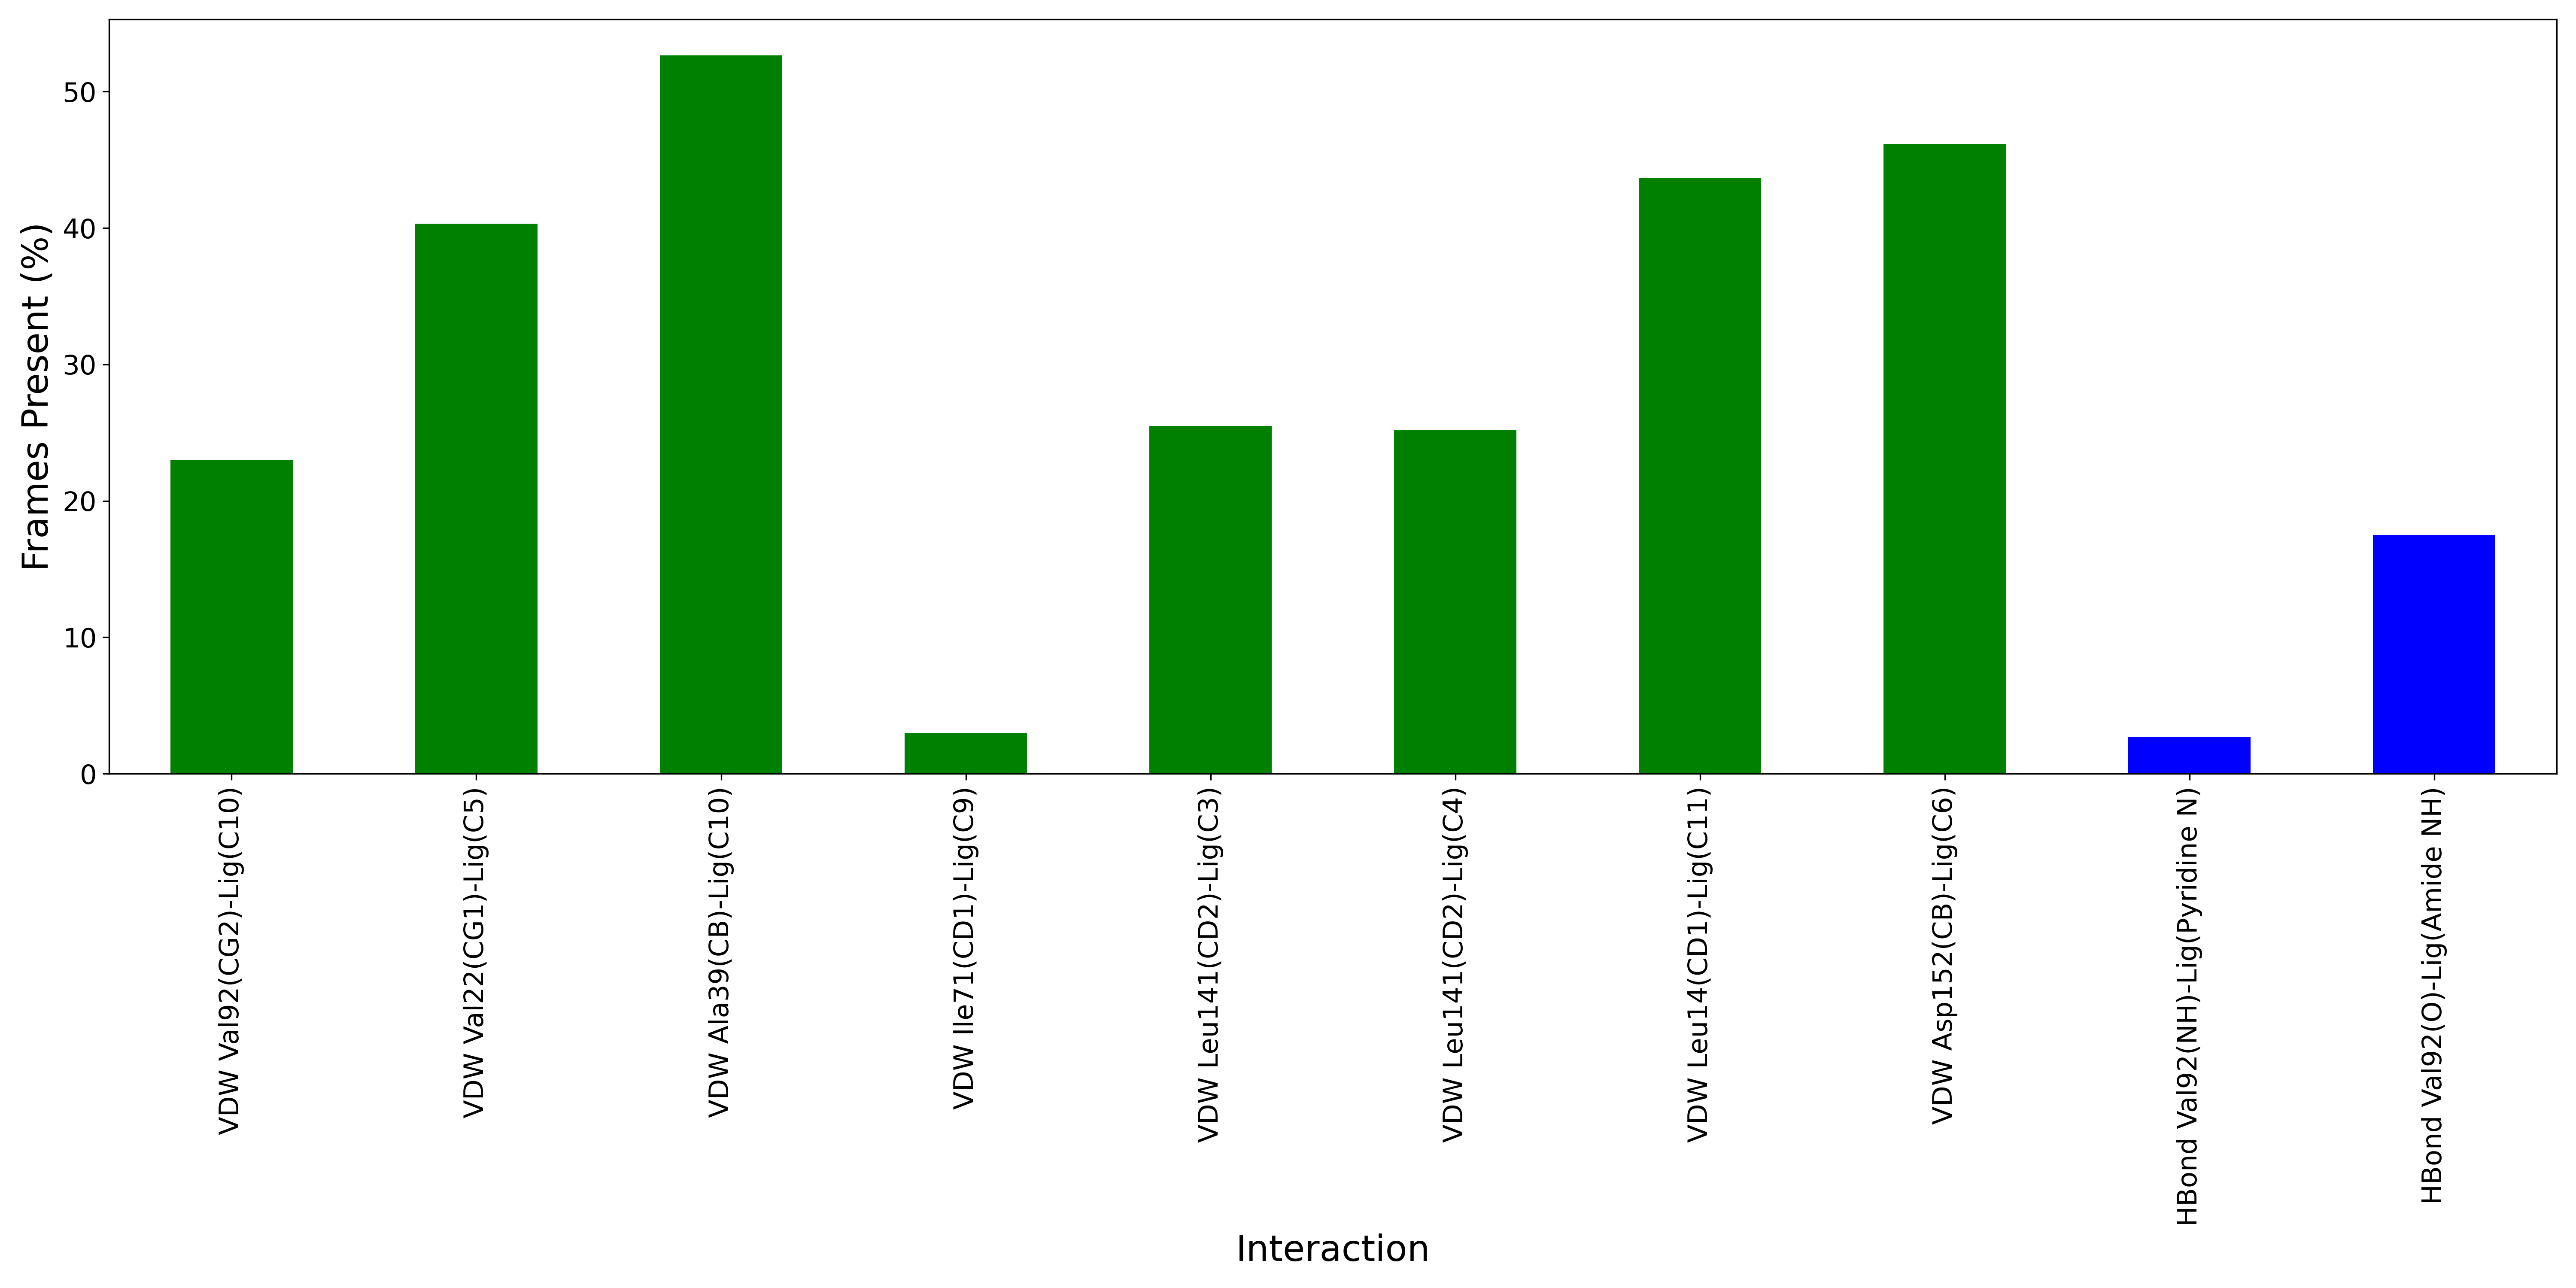 Frames Present (%)
50
40
30
20
10
0
VDW Val92(CG2)-Lig(C10)
VDW Val22(CG1)-Lig(C5)
VDW Ala39(CB)-Lig(C10)
VDW Ile71(CD1)-Lig(C9)
VDW Leu141(CD2)-Lig(C3)
VDW Leu141(CD2)-Lig(C4)
VDW Leu14(CD1)-Lig(C11)
VDW Asp152(CB)-Lig(C6)
HBond Val92(NH)-Lig(Pyridine N)
HBond Val92(O)-Lig(Amide NH)
Interaction